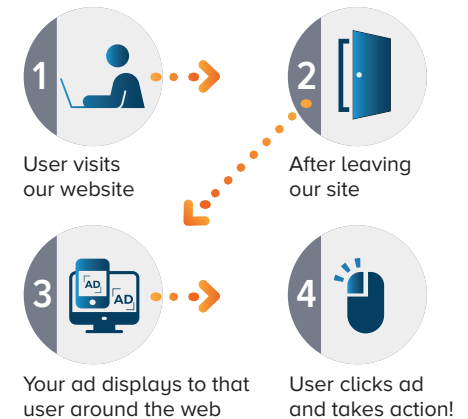 1
User visits
our website
2
After leaving
our site
3
AD
AD
Your ad displays to that
user around the web
4
User clicks ad
and takes action!